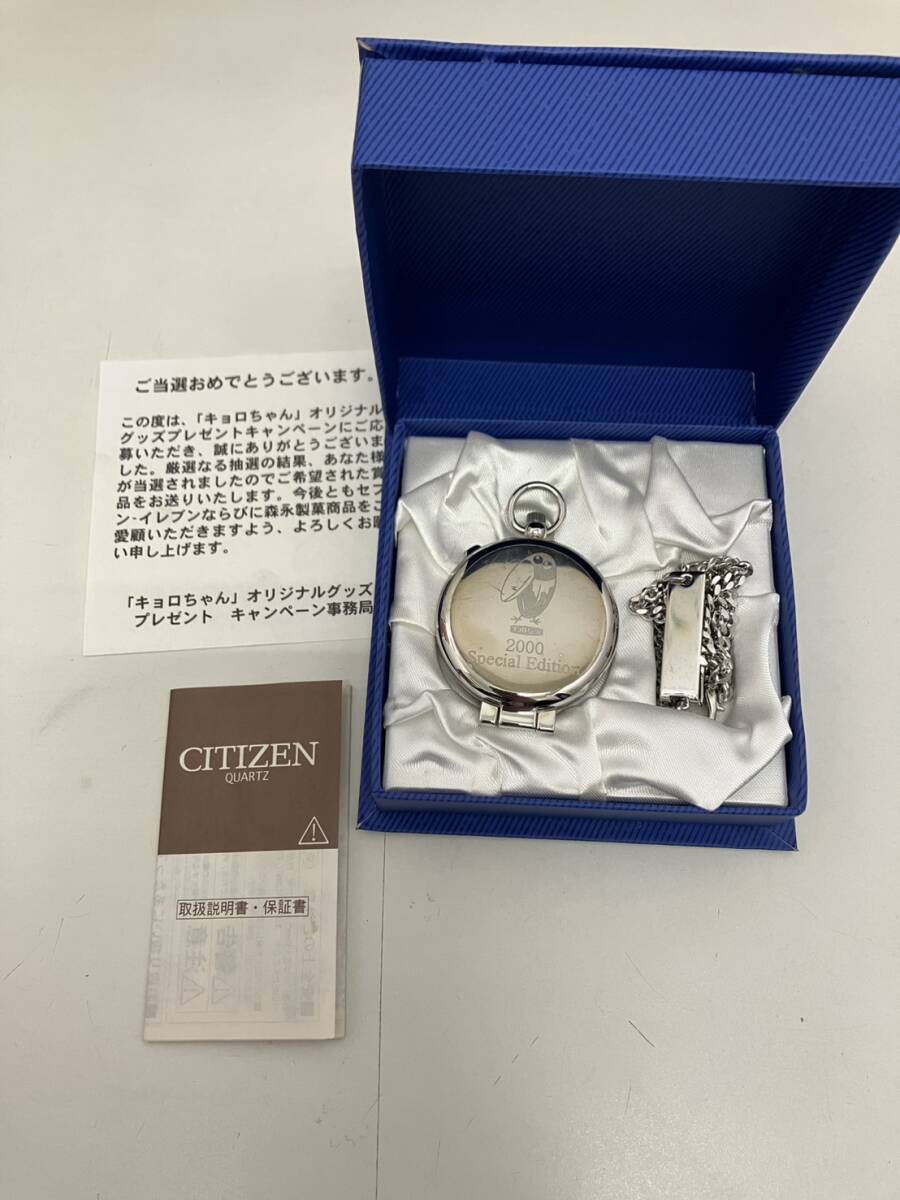 ご当選おめでとうございます。
この度は、「キョロちゃん」オリジナル
グッズプレゼントキャンペーンにご応
募いただき、誠にありがとうございま
した。厳選なる抽選の結果、あなた様
が当選されましたのでご希望された賞
品をお送りいたします。今後ともセブ
ン‐イレブンならびに森永製菓商品をご
愛顧いただきますよう、よろしくお願
い申し上げます。
「キョロちゃん」オリジナルグッズ
プレゼント キャンペーン事務局
2000
Special Edition
CITIZEN
QUARTZ
取扱説明書・保証書